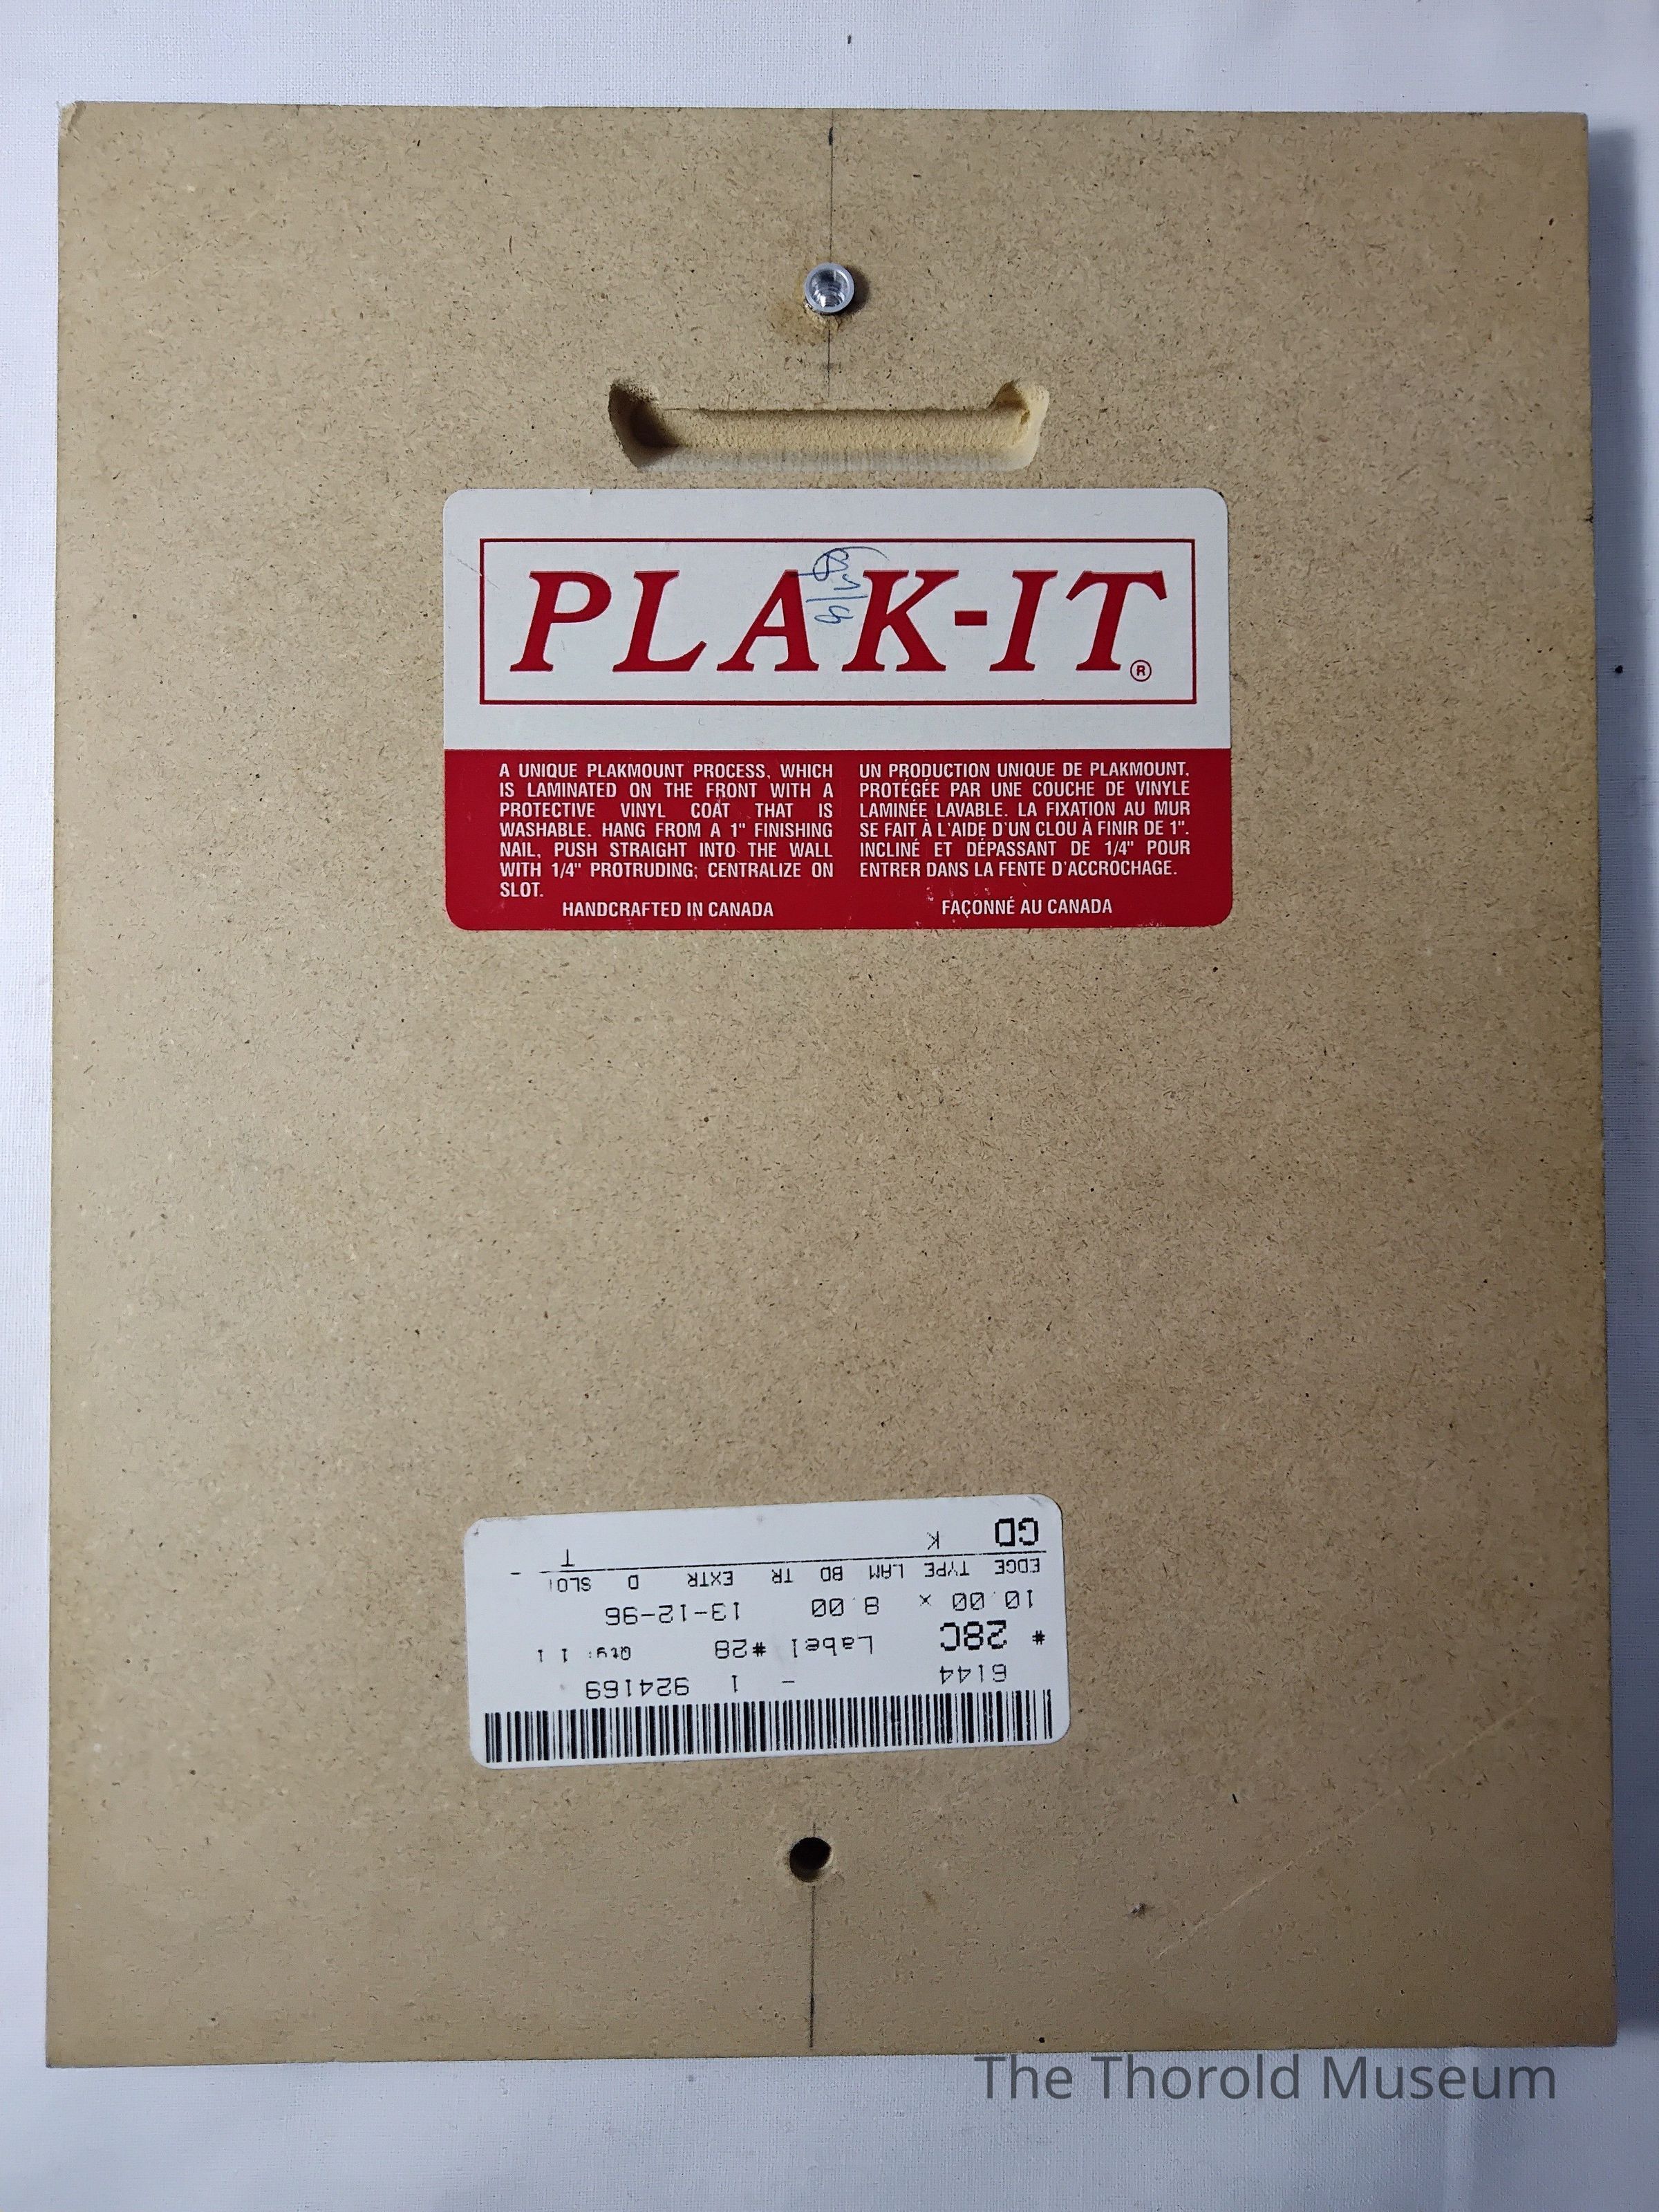 PLAK-IT®
A UNIQUE PLAKMOUNT PROCESS, WHICH
IS LAMINATED ON THE FRONT WITH A
PROTECTIVE VINYL COAT THAT IS
WASHABLE. HANG FROM A 1" FINISHING
NAIL, PUSH STRAIGHT INTO THE WALL
WITH 1/4" PROTRUDING; CENTRALIZE ON
SLOT.
HANDCRAFTED IN CANADA
UN PRODUCTION UNIQUE DE PLAKMOUNT,
PROTÉGÉE PAR UNE COUCHE DE VINYLE
LAMINÉE LAVABLE. LA FIXATION AU MUR
SE FAIT À L'AIDE D'UN CLOU À FINIR DE 1".
INCLINÉ ET DÉPASSANT DE 1/4" POUR
ENTRER DANS LA FENTE D'ACCROCHAGE.
FAÇONNÉ AU CANADA
6144 - 1 924169
* 28C Label #28 Qty: 1 1
10.00 x 8.00 13-12-96
EDGE TYPE LAM BD TR EXTR D SLOT
GD K T
The Thorold Museum